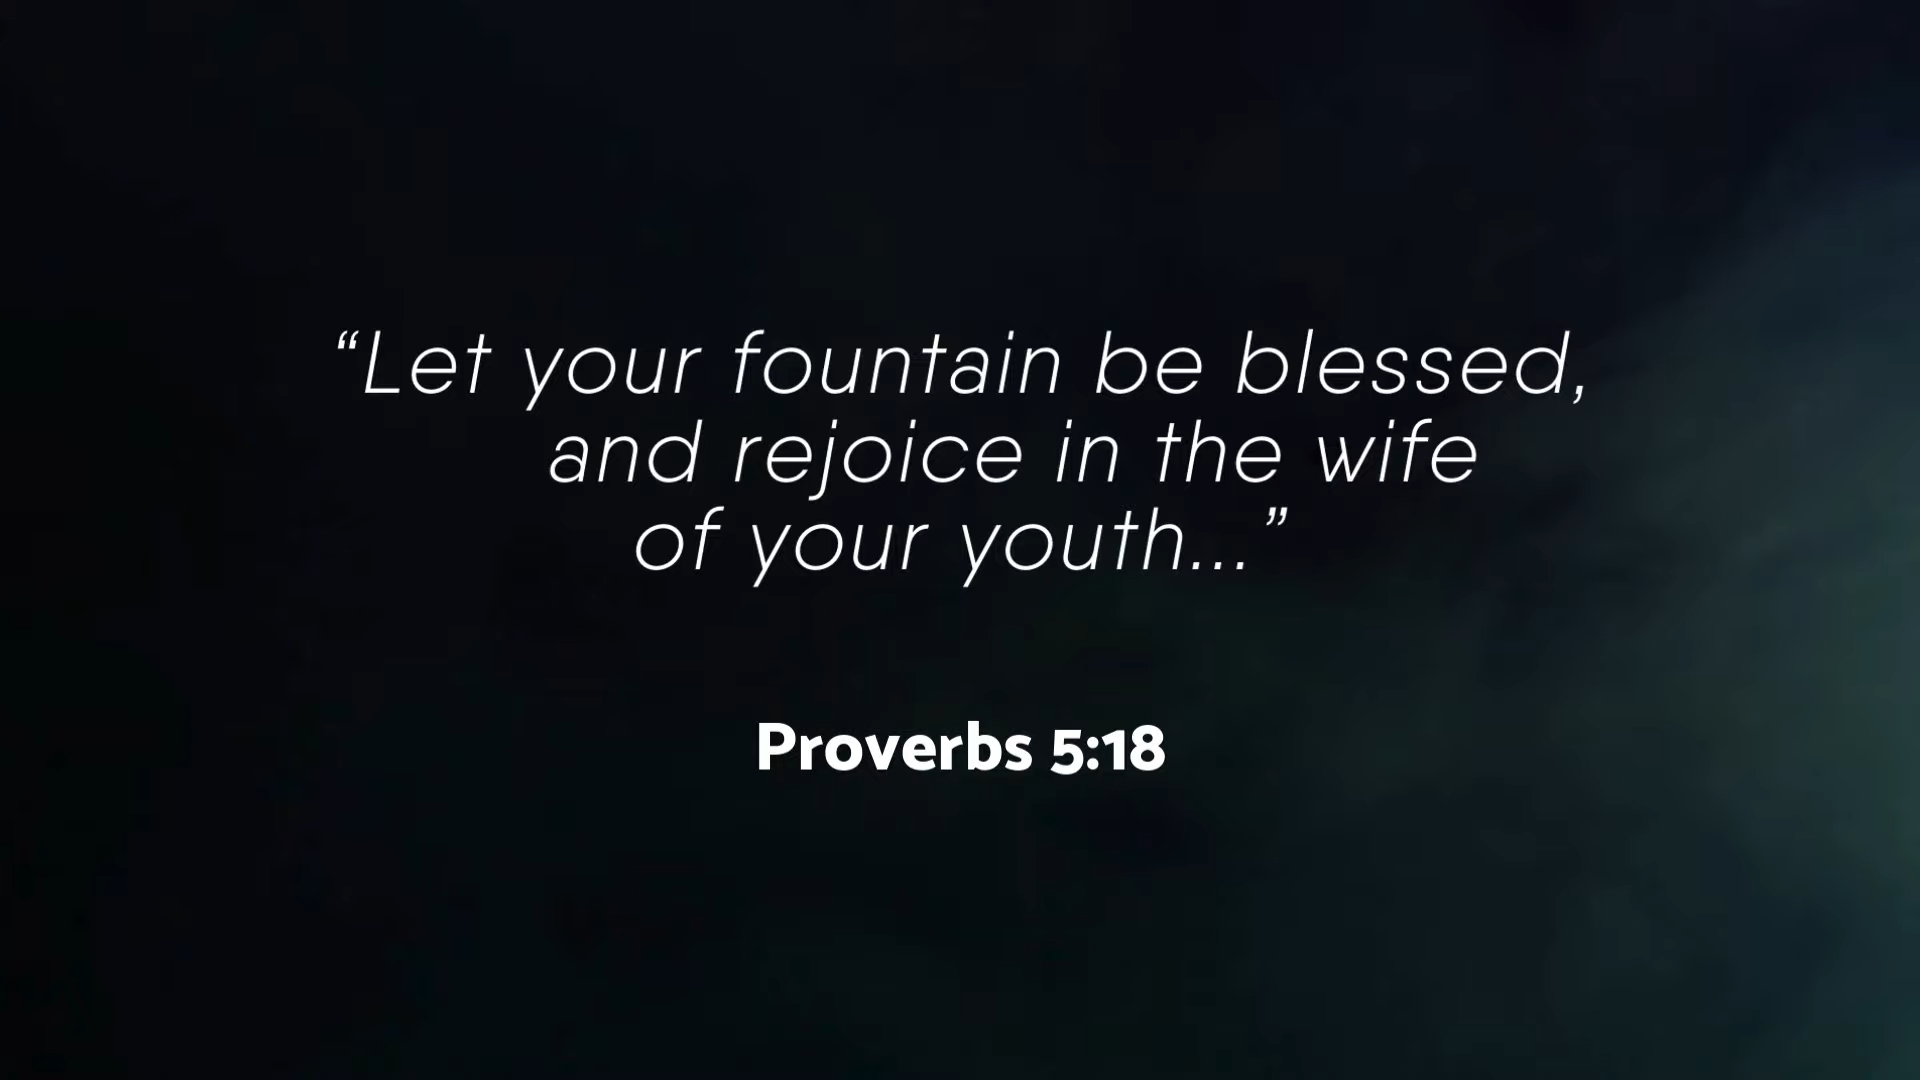 “Let your fountain be blessed,
and rejoice in the wife
of your youth...”
Proverbs 5:18